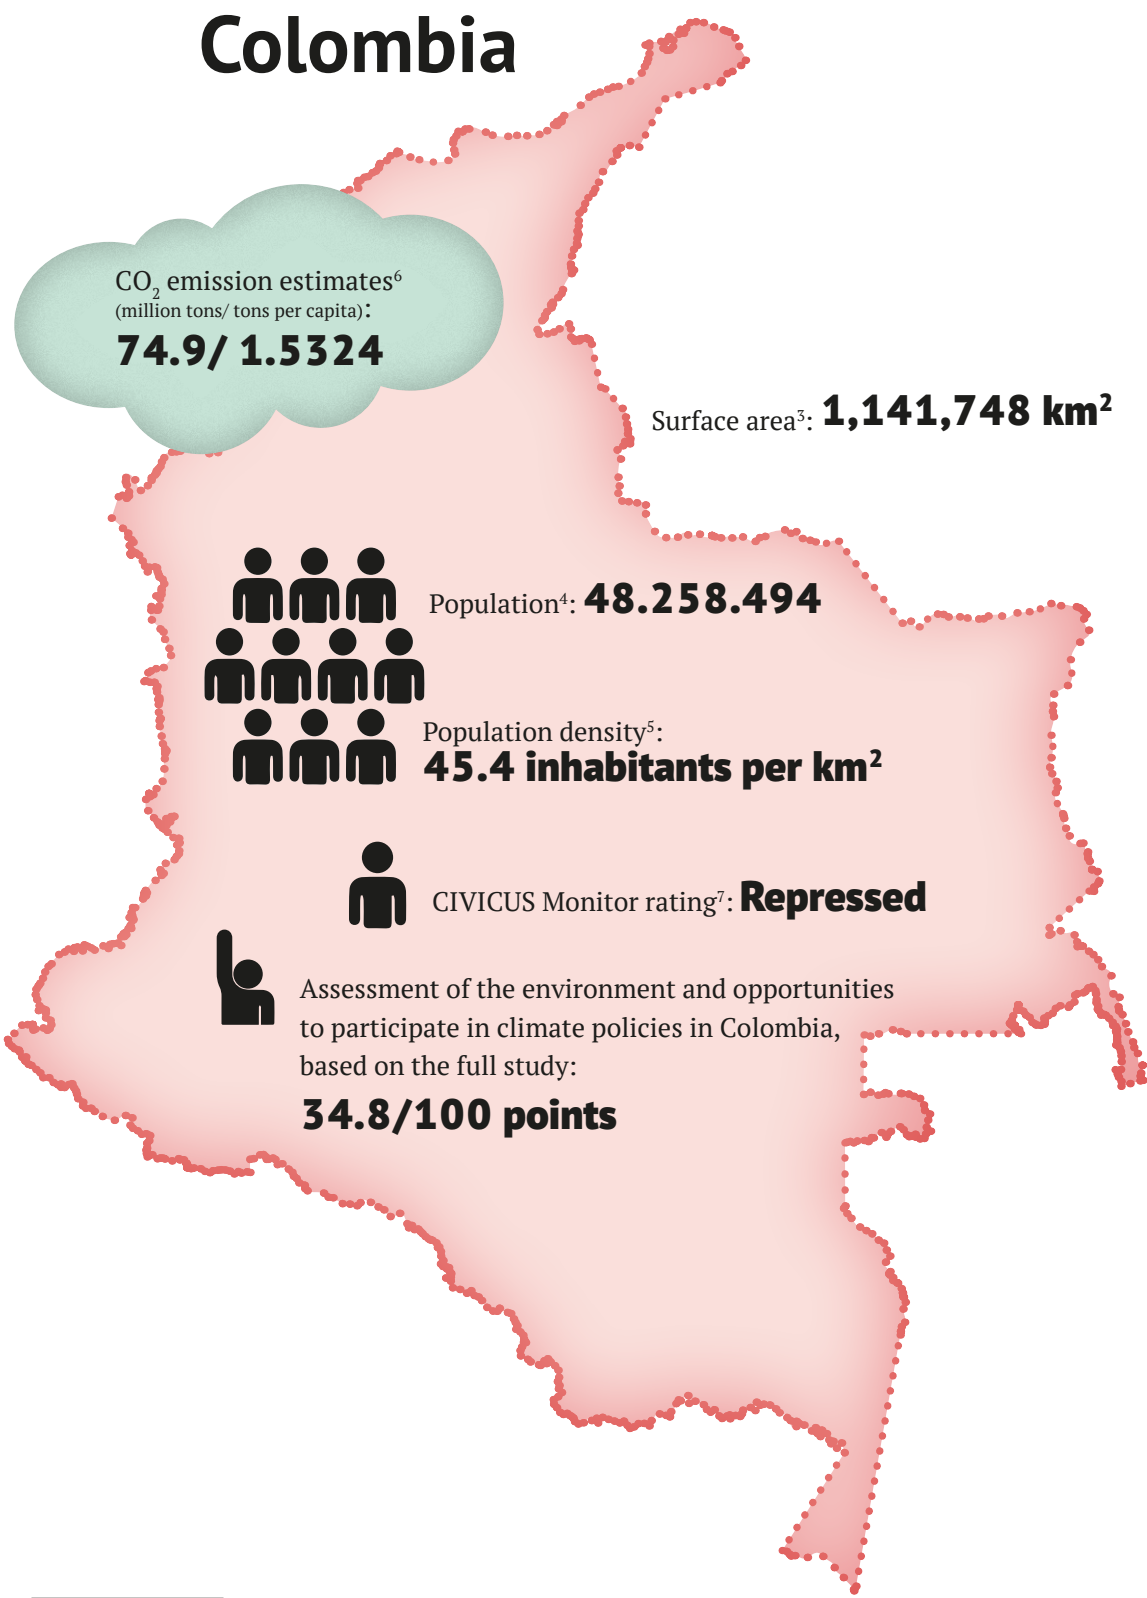 Colombia
CO₂ emission estimates⁶
(million tons/ tons per capita):
74.9/ 1.5324
Surface area³: 1,141,748 km²
Population⁴: 48.258.494
Population density⁵:
45.4 inhabitants per km²
CIVICUS Monitor rating⁷: Repressed
Assessment of the environment and opportunities
to participate in climate policies in Colombia,
based on the full study:
34.8/100 points